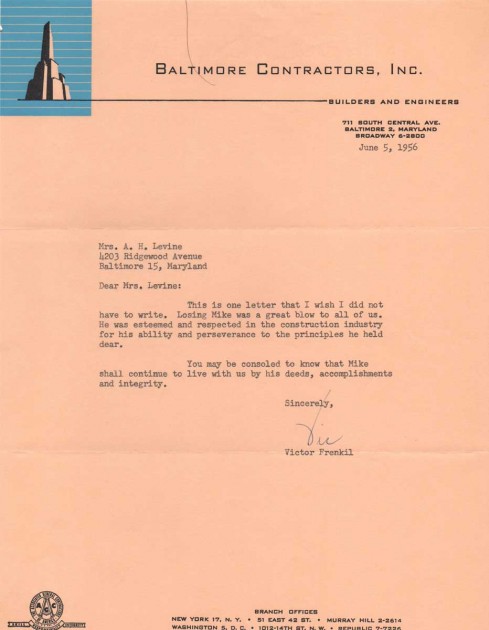 BALTIMORE CONTRACTORS, INC.
BUILDERS AND ENGINEERS
711 SOUTH CENTRAL AVE.
BALTIMORE 2, MARYLAND
BROADWAY 6-2800
June 5, 1956
Mrs. A. H. Levine
4203 Ridgewood Avenue
Baltimore 15, Maryland
Dear Mrs. Levine:
This is one letter that I wish I did not
have to write. Losing Mike was a great blow to all of us.
He was esteemed and respected in the construction industry
for his ability and perseverance to the principles he held
dear.
You may be consoled to know that Mike
shall continue to live with us by his deeds, accomplishments
and integrity.
Sincerely,
Vic
Victor Frenkil
AGC
SKILL
BRANCH OFFICES
NEW YORK 17, N. Y. • 51 EAST 42 ST. • MURRAY HILL 2-2614
WASHINGTON 5, D. C. • 1012-14TH ST. N. W. • REPUBLIC 7-7226